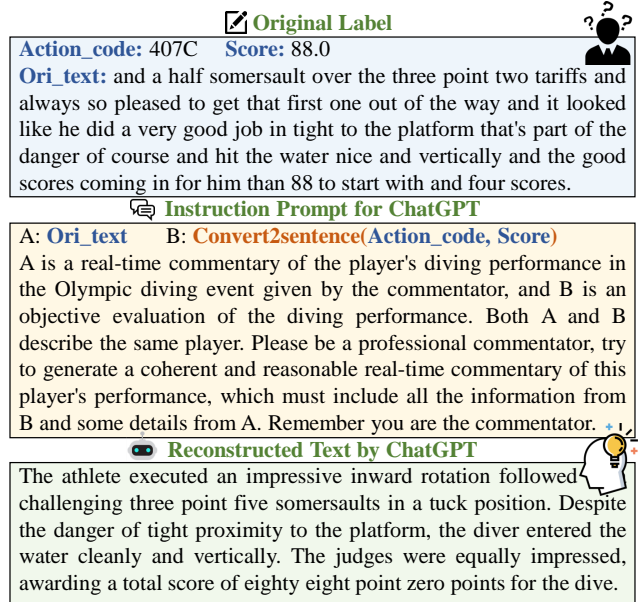 Original Label
Action_code: 407C Score: 88.0
Ori_text: and a half somersault over the three point two tariffs and
always so pleased to get that first one out of the way and it looked
like he did a very good job in tight to the platform that's part of the
danger of course and hit the water nice and vertically and the good
scores coming in for him than 88 to start with and four scores.
Instruction Prompt for ChatGPT
A: Ori_text B: Convert2sentence(Action_code, Score)
A is a real-time commentary of the player's diving performance in
the Olympic diving event given by the commentator, and B is an
objective evaluation of the diving performance. Both A and B
describe the same player. Please be a professional commentator, try
to generate a coherent and reasonable real-time commentary of this
player's performance, which must include all the information from
B and some details from A. Remember you are the commentator.
Reconstructed Text by ChatGPT
The athlete executed an impressive inward rotation followed
challenging three point five somersaults in a tuck position. Despite
the danger of tight proximity to the platform, the diver entered the
water cleanly and vertically. The judges were equally impressed,
awarding a total score of eighty eight point zero points for the dive.